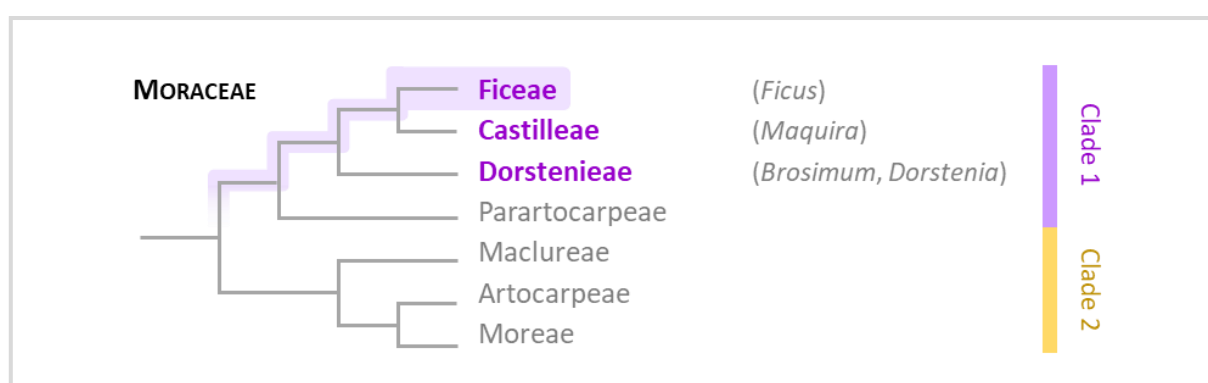 MORACEAE
Ficeae (Ficus)
Castilleae (Maquira)
Dorstenieae (Brosimum, Dorstenia)
Parartocarpeae
Maclureae
Artocarpeae
Moreae
Clade 1
Clade 2